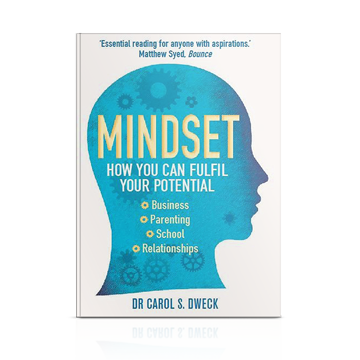 ‘Essential reading for anyone with aspirations.’
Matthew Syed, Bounce
MINDSET
HOW YOU CAN FULFIL
YOUR POTENTIAL
Business
Parenting
School
Relationships
DR CAROL S. DWECK